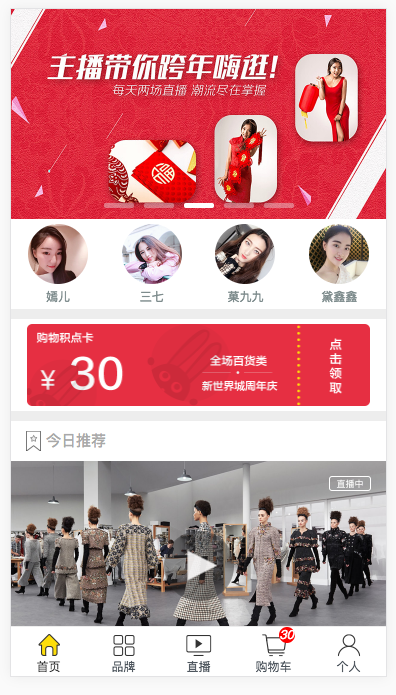 主播带你跨年嗨逛!
每天两场直播 潮流尽在掌握
嫣儿
三七
菓九九
黛鑫鑫
购物积点卡
¥ 30
全场百货类
新世界城周年庆
点击领取
今日推荐
直播中
30
首页
品牌
直播
购物车
个人